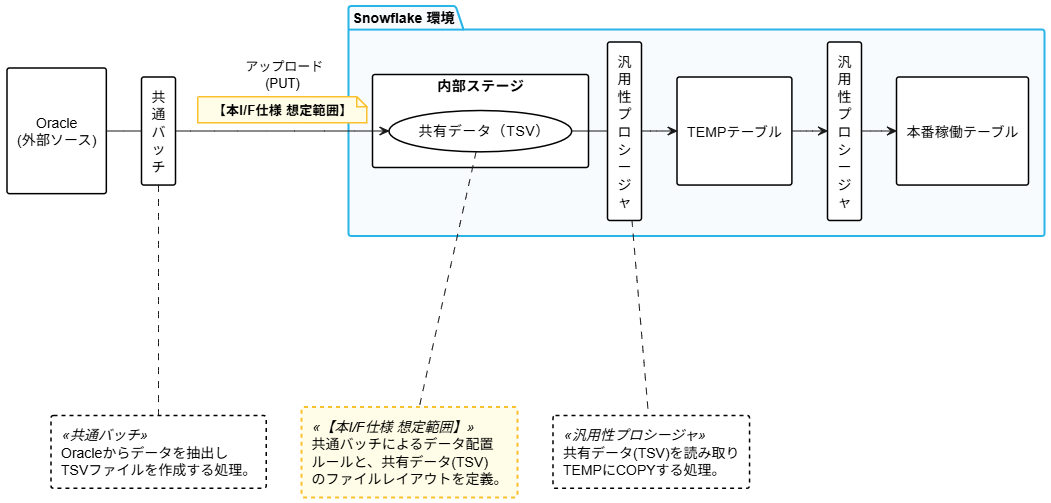 Snowflake 環境
アップロード
(PUT)
【本I/F仕様 想定範囲】
Oracle
(外部ソース)
共通バッチ
内部ステージ
共有データ（TSV）
汎用性プロシージャ
TEMPテーブル
汎用性プロシージャ
本番稼働テーブル
«共通バッチ»
Oracleからデータを抽出し
TSVファイルを作成する処理。
«【本I/F仕様 想定範囲】»
共通バッチによるデータ配置
ルールと、共有データ(TSV)
のファイルレイアウトを定義。
«汎用性プロシージャ»
共有データ(TSV)を読み取り
TEMPにCOPYする処理。